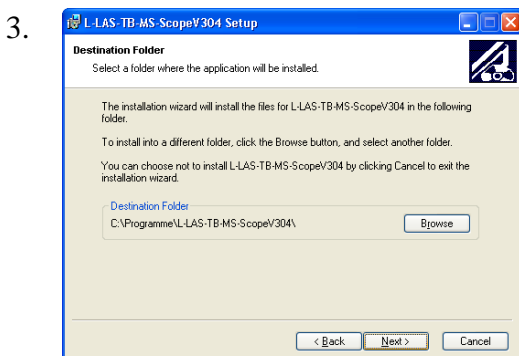 3.
L-LAS-TB-MS-ScopeV304 Setup
Destination Folder
Select a folder where the application will be installed.
The installation wizard will install the files for L-LAS-TB-MS-ScopeV304 in the following
folder.
To install into a different folder, click the Browse button, and select another folder.
You can choose not to install L-LAS-TB-MS-ScopeV304 by clicking Cancel to exit the
installation wizard.
Destination Folder
C:\Programme\L-LAS-TB-MS-ScopeV304\
Browse
< Back
Next >
Cancel